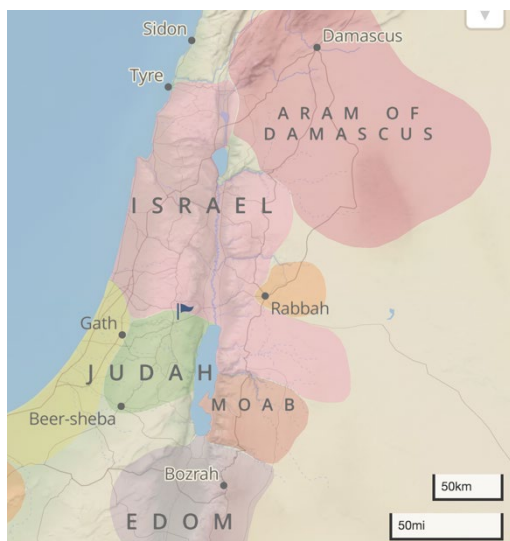 Sidon
Damascus
Tyre
ARAM OF
DAMASCUS
ISRAEL
Rabbah
Gath
JUDAH
MOAB
Beer-sheba
Bozrah
50km
EDOM
50mi